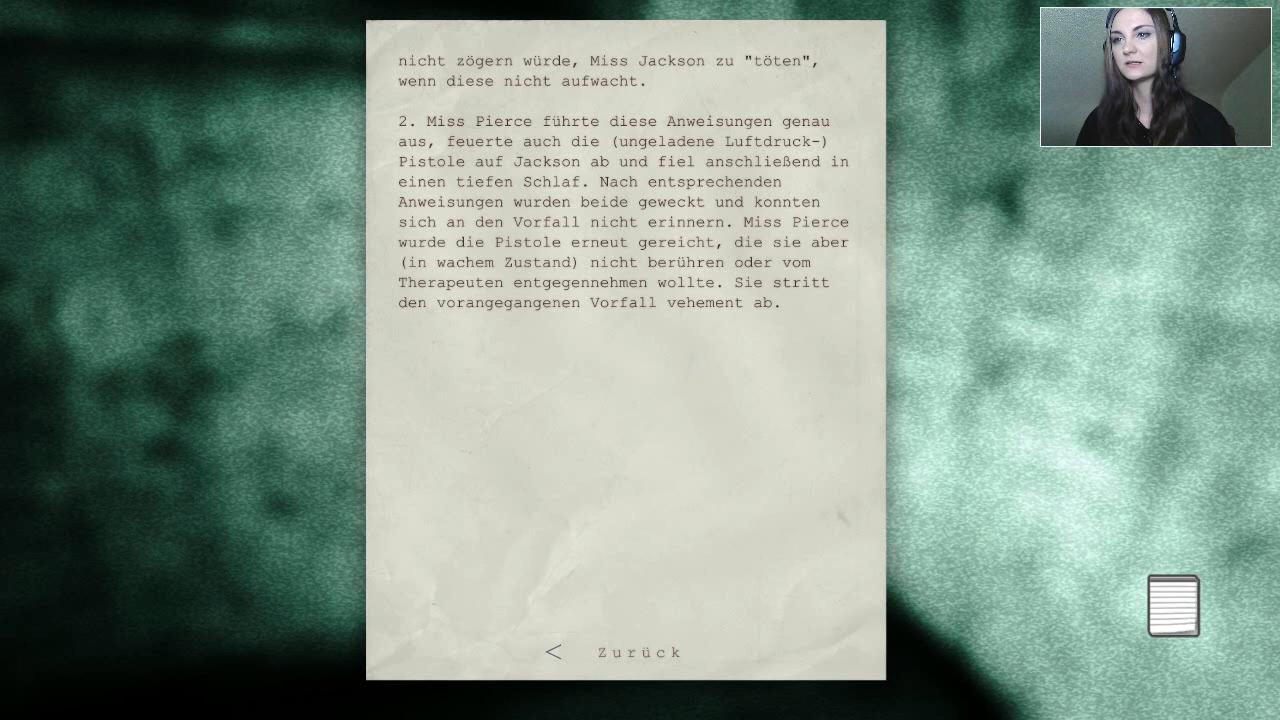 nicht zögern würde, Miss Jackson zu "töten",
wenn diese nicht aufwacht.
2. Miss Pierce führte diese Anweisungen genau
aus, feuerte auch die (ungeladene Luftdruck-)
Pistole auf Jackson ab und fiel anschließend in
einen tiefen Schlaf. Nach entsprechenden
Anweisungen wurden beide geweckt und konnten
sich an den Vorfall nicht erinnern. Miss Pierce
wurde die Pistole erneut gereicht, die sie aber
(in wachem Zustand) nicht berühren oder vom
Therapeuten entgegennehmen wollte. Sie stritt
den vorangegangenen Vorfall vehement ab.
< Zurück